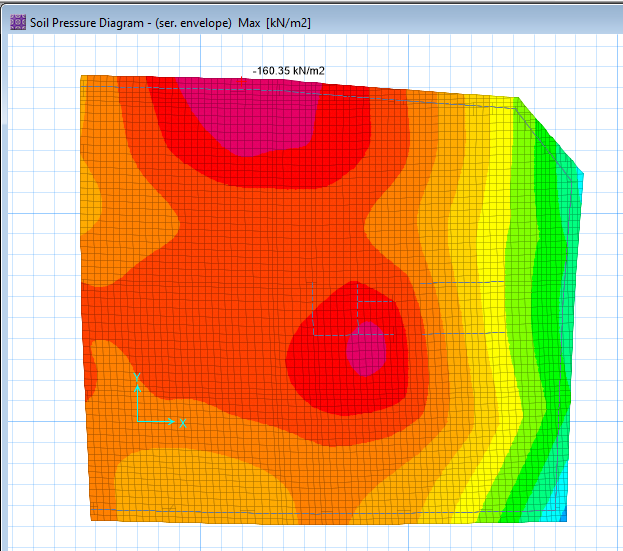 Soil Pressure Diagram - (ser. envelope) Max [kN/m2]
-160.35 kN/m2
Y
X